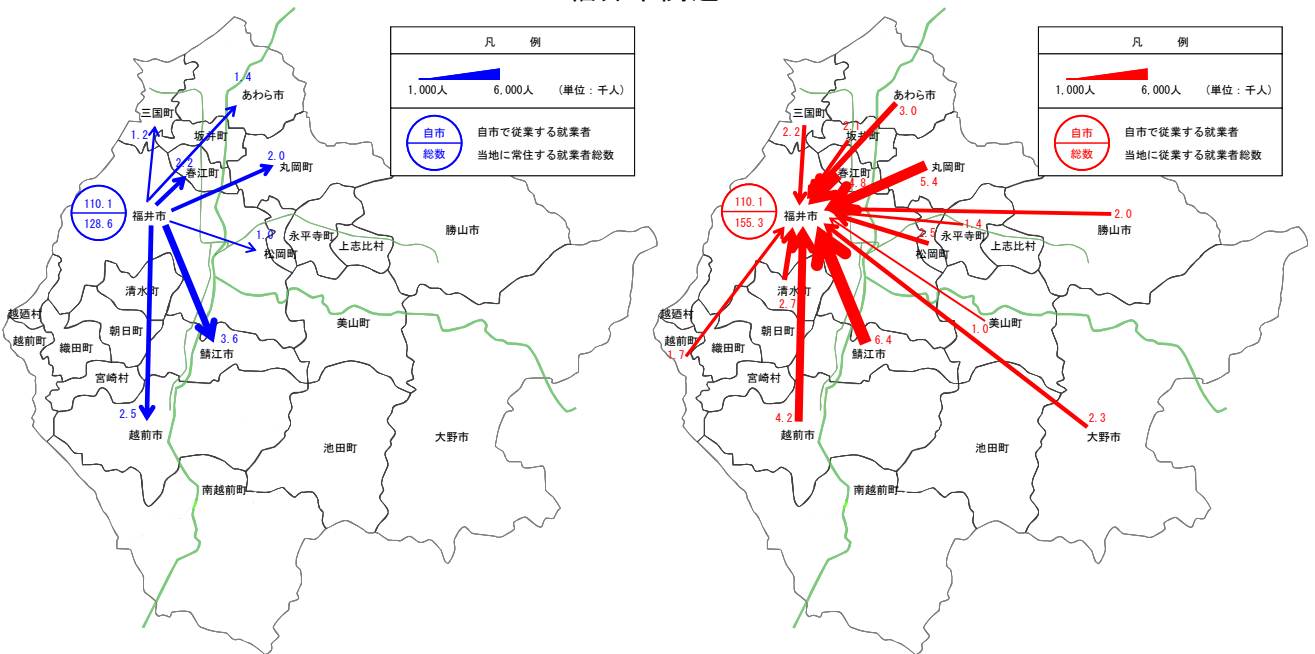 凡 例
1,000人 6,000人 (単位：千人)
自市 自市で従業する就業者
総数 当地に常住する就業者総数
1.4
あわら市
三国町
1.2
坂井町
2.2
春江町
2.0
丸岡町
110.1
128.6
福井市
1.0
松岡町
永平寺町
上志比村
勝山市
清水町
越廼村
越前町
朝日町
織田町
美山町
3.6
鯖江市
宮崎村
2.5
越前市
池田町
大野市
南越前町
凡 例
1,000人 6,000人 (単位：千人)
自市 自市で従業する就業者
総数 当地に従業する就業者総数
あわら市
3.0
三国町
2.2
2.1
坂井町
春江町
4.8
丸岡町
5.4
110.1
155.3
福井市
2.0
勝山市
1.4
永平寺町
2.5
松岡町
上志比村
清水町
2.7
越廼村
越前町
1.7
朝日町
織田町
美山町
1.0
6.4
鯖江市
宮崎村
4.2
越前市
2.3
大野市
池田町
南越前町